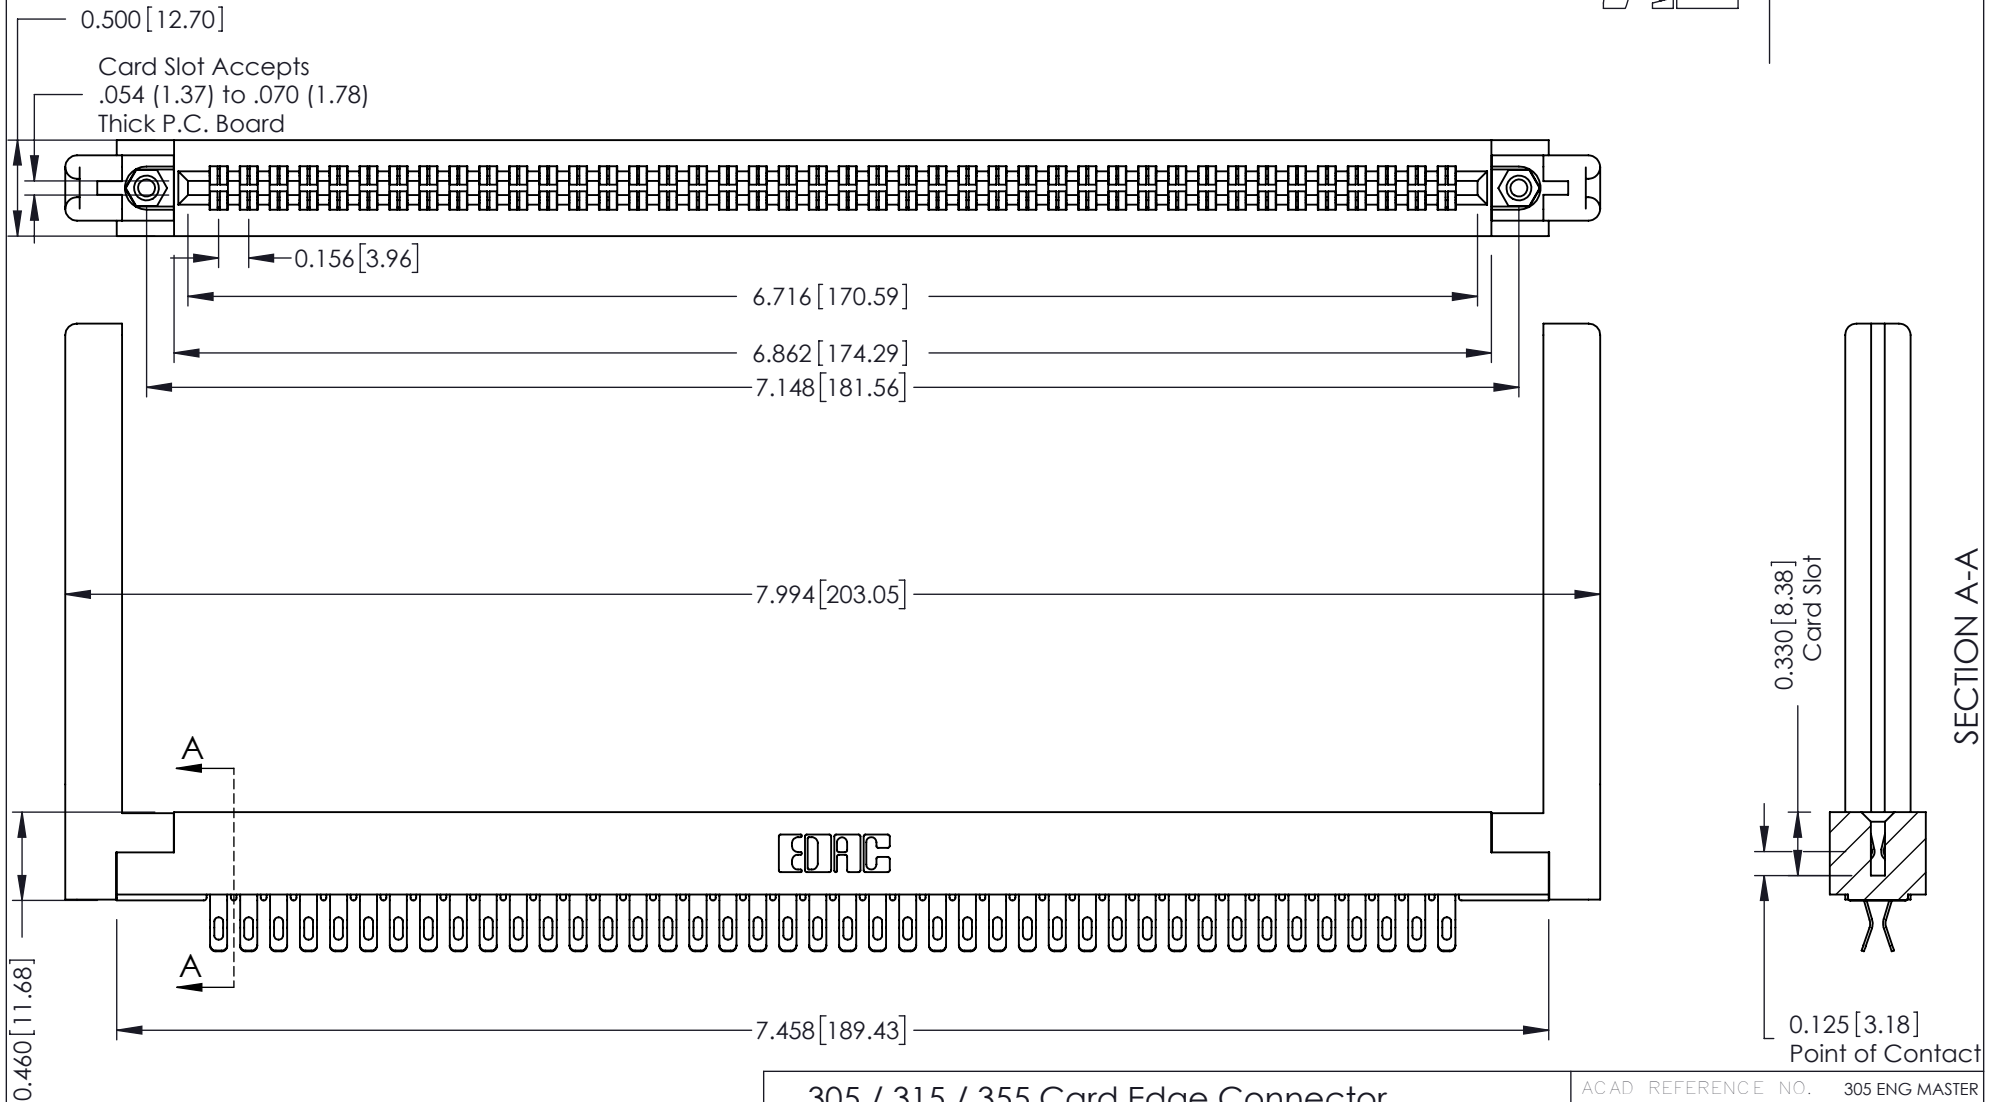 0.500[12.70]
Card Slot Accepts
.054 (1.37) to .070 (1.78)
Thick P.C. Board
0.156[3.96]
6.716[170.59]
6.862[174.29]
7.148[181.56]
7.994[203.05]
0.330[8.38]
Card Slot
SECTION A-A
A
EDAC
A
0.460[11.68]
7.458[189.43]
0.125[3.18]
Point of Contact
305 / 315 / 355 Card Edge Connector
ACAD REFERENCE NO. 305 ENG MASTER